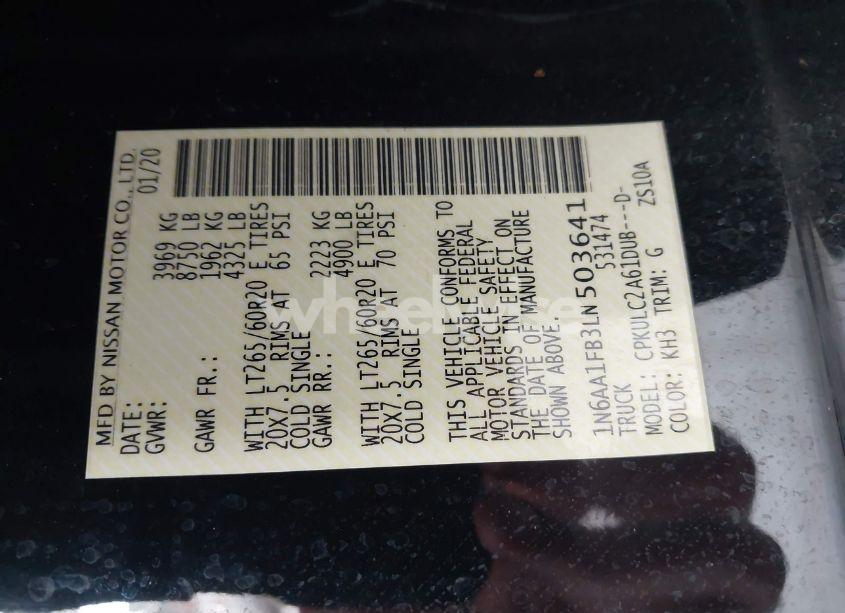 MFD BY NISSAN MOTOR CO., LTD.
DATE: 01/20
GVWR: 3969 KG
8750 LB
GAWR FR.: 1962 KG
4325 LB
WITH LT265/60R20 E TIRES
20X7.5 RIMS AT 65 PSI
COLD SINGLE
GAWR RR.: 2223 KG
4900 LB
WITH LT265/60R20 E TIRES
20X7.5 RIMS AT 70 PSI
COLD SINGLE
THIS VEHICLE CONFORMS TO
ALL APPLICABLE FEDERAL
MOTOR VEHICLE SAFETY
STANDARDS IN EFFECT ON
THE DATE OF MANUFACTURE
SHOWN ABOVE.
1N6AA1FB3LN503641
TRUCK 531474
MODEL: CPKULC2A61DUB---D-
COLOR: KH3 TRIM: G ZS10A